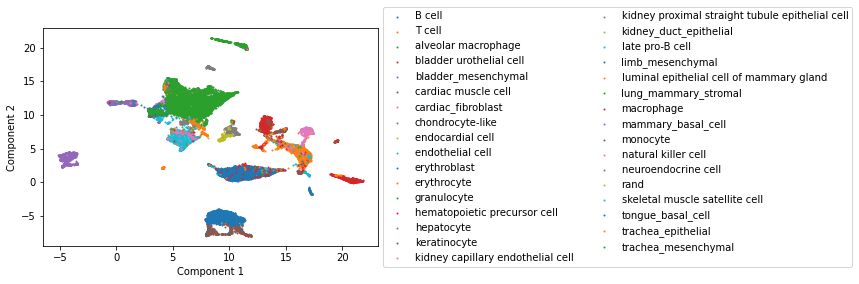 20
15
10
5
0
−5
Component 2
−5
0
5
10
15
20
Component 1
B cell
T cell
alveolar macrophage
bladder urothelial cell
bladder_mesenchymal
cardiac muscle cell
cardiac_fibroblast
chondrocyte-like
endocardial cell
endothelial cell
erythroblast
erythrocyte
granulocyte
hematopoietic precursor cell
hepatocyte
keratinocyte
kidney capillary endothelial cell
kidney proximal straight tubule epithelial cell
kidney_duct_epithelial
late pro-B cell
limb_mesenchymal
luminal epithelial cell of mammary gland
lung_mammary_stromal
macrophage
mammary_basal_cell
monocyte
natural killer cell
neuroendocrine cell
rand
skeletal muscle satellite cell
tongue_basal_cell
trachea_epithelial
trachea_mesenchymal